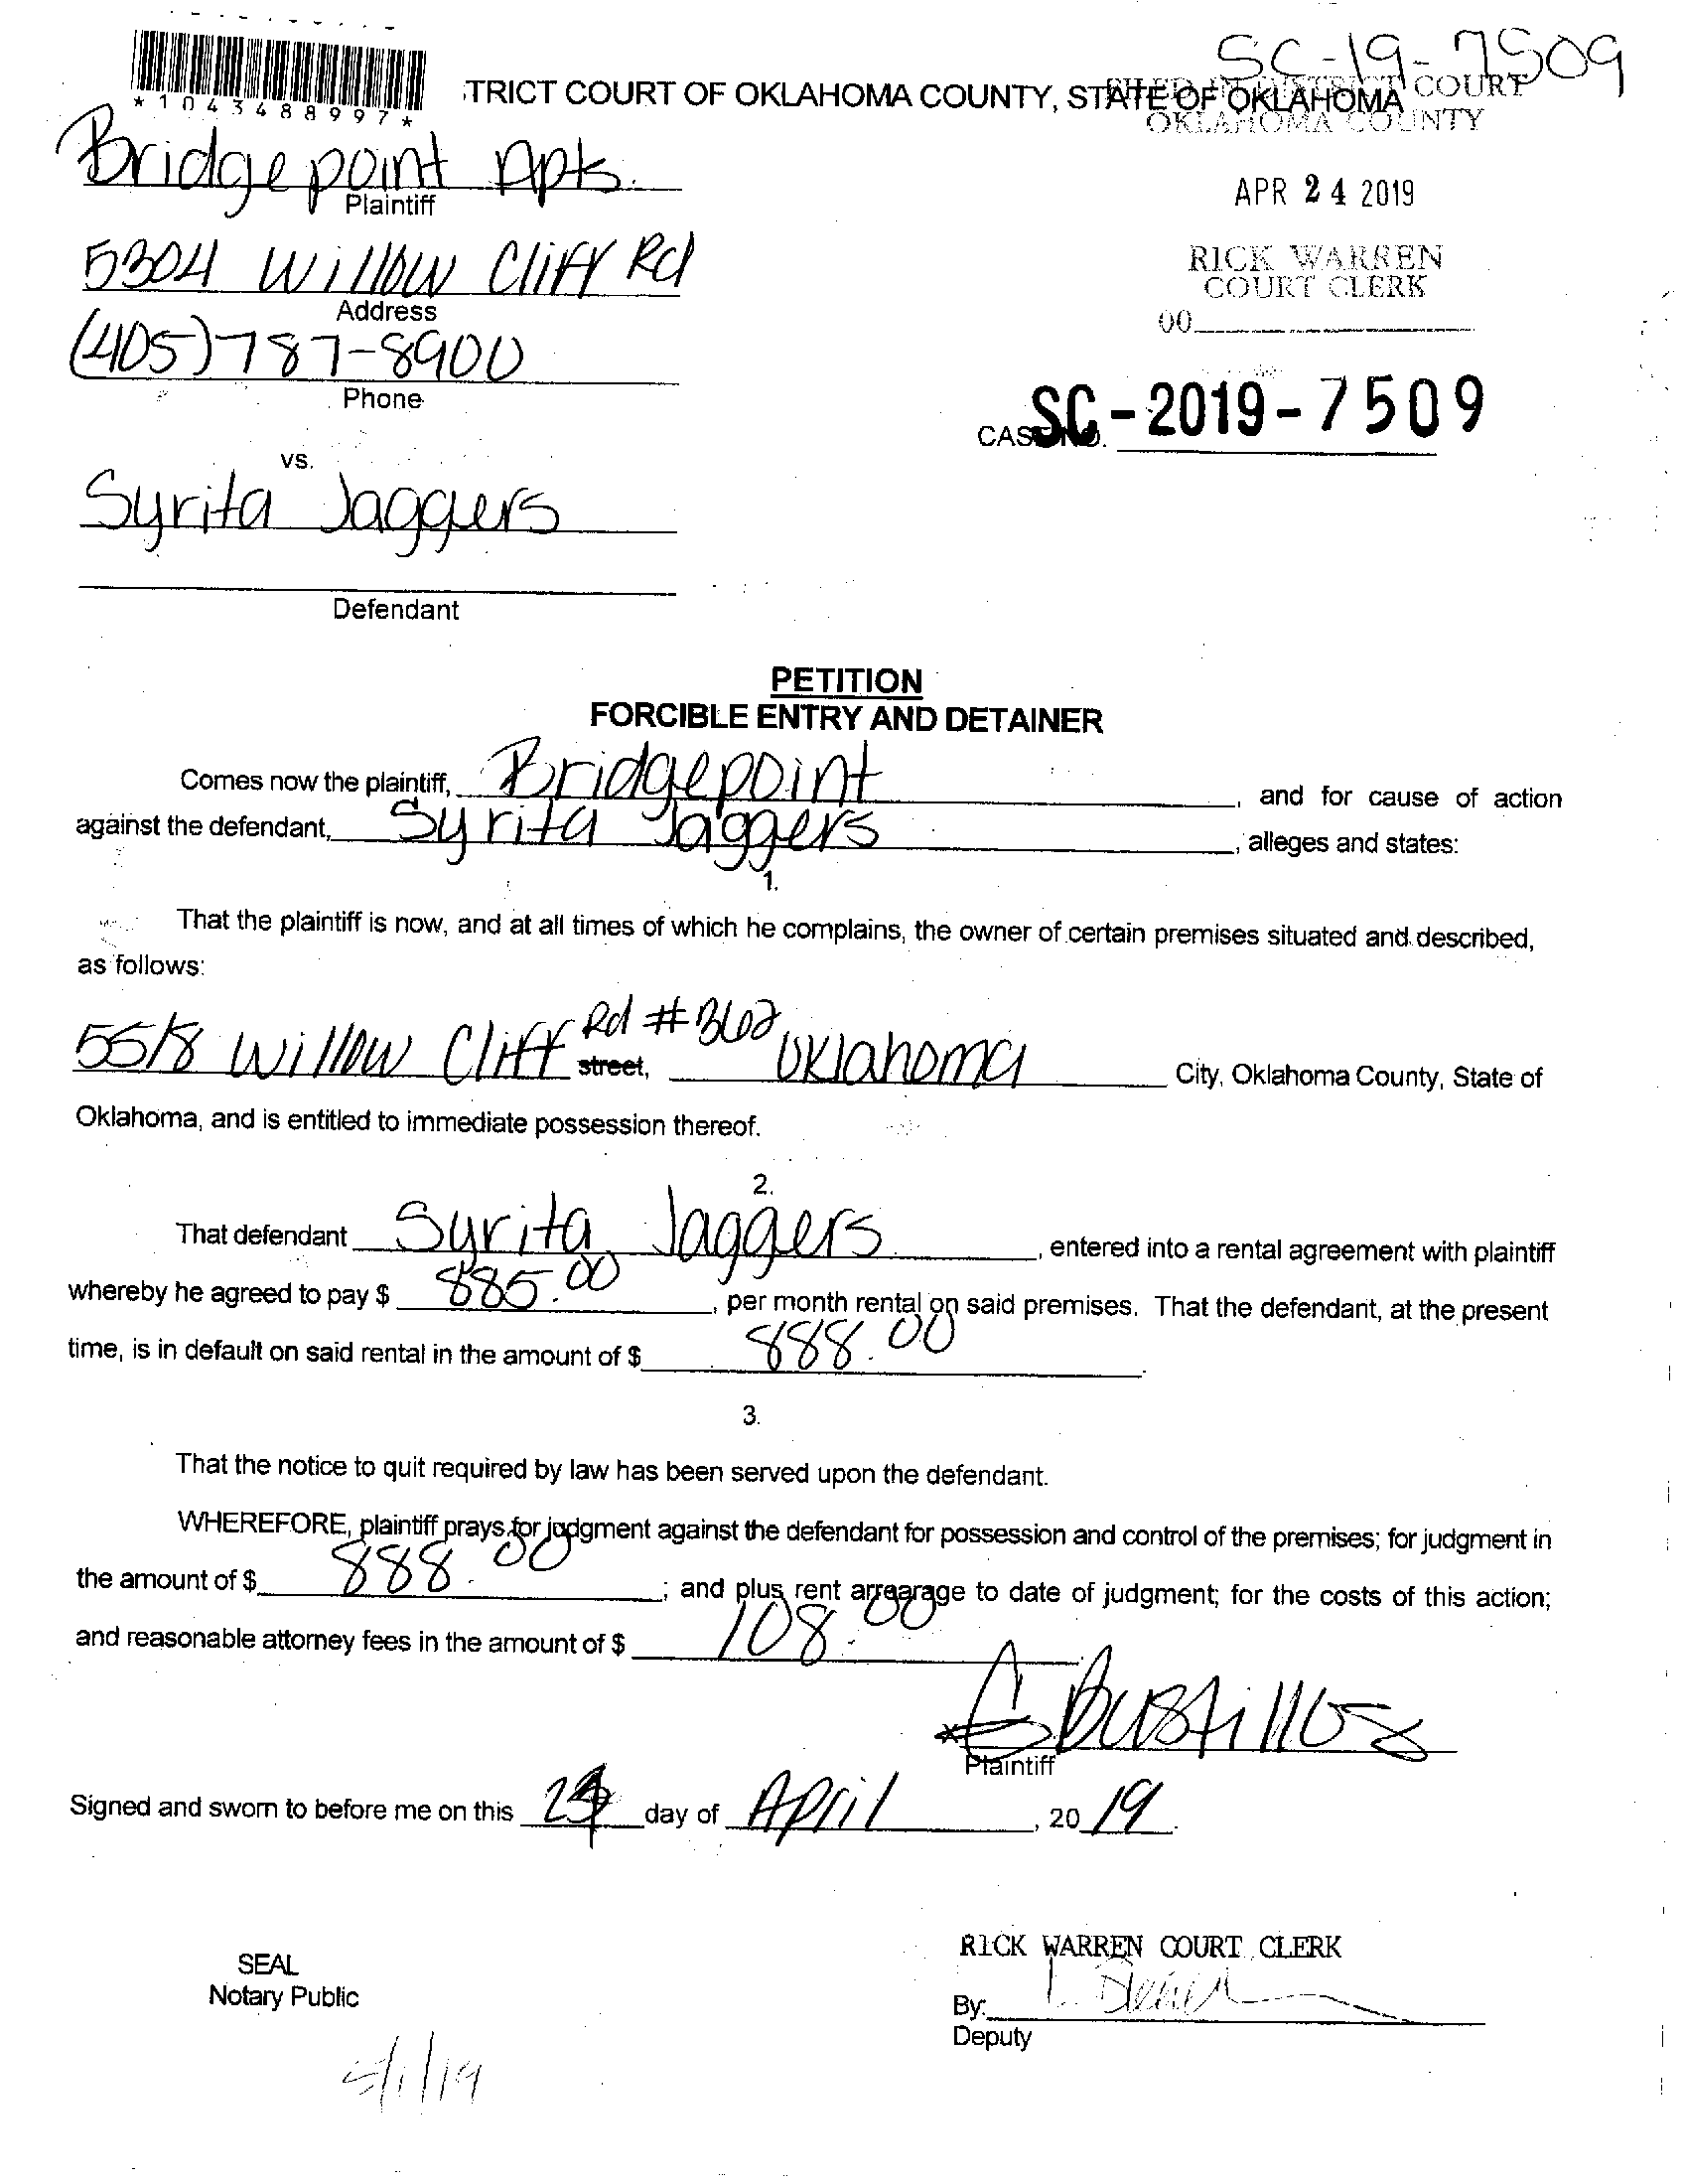 SC-19-7509
*1043488997*
TRICT COURT OF OKLAHOMA COUNTY, STATE OF OKLAHOMA
FILED IN DISTRICT COURT
OKLAHOMA COUNTY
Bridgepoint Apts.
Plaintiff
APR 24 2019
5304 Willow Cliff Rd
Address
RICK WARREN
COURT CLERK
(405)787-8900
Phone
00
CASE NO. SC-2019-7509
vs.
Syrita Jaggers
Defendant
PETITION
FORCIBLE ENTRY AND DETAINER
Comes now the plaintiff, Bridgepoint, and for cause of action
against the defendant, Syrita Jaggers, alleges and states:
1.
That the plaintiff is now, and at all times of which he complains, the owner of certain premises situated and described,
as follows:
5518 Willow Cliff Rd #362 street, Oklahoma City, Oklahoma County, State of
Oklahoma, and is entitled to immediate possession thereof.
2.
That defendant Syrita Jaggers, entered into a rental agreement with plaintiff
whereby he agreed to pay $ 885.00, per month rental on said premises. That the defendant, at the present
time, is in default on said rental in the amount of $ 888.00.
3.
That the notice to quit required by law has been served upon the defendant.
WHEREFORE, plaintiff prays for judgment against the defendant for possession and control of the premises; for judgment in
the amount of $ 888.00; and plus rent arrearage to date of judgment; for the costs of this action;
and reasonable attorney fees in the amount of $ 108.00.
Bustillos
Plaintiff
Signed and sworn to before me on this 24 day of April, 2019.
RICK WARREN COURT CLERK
SEAL
Notary Public
By:
Deputy
5/1/19